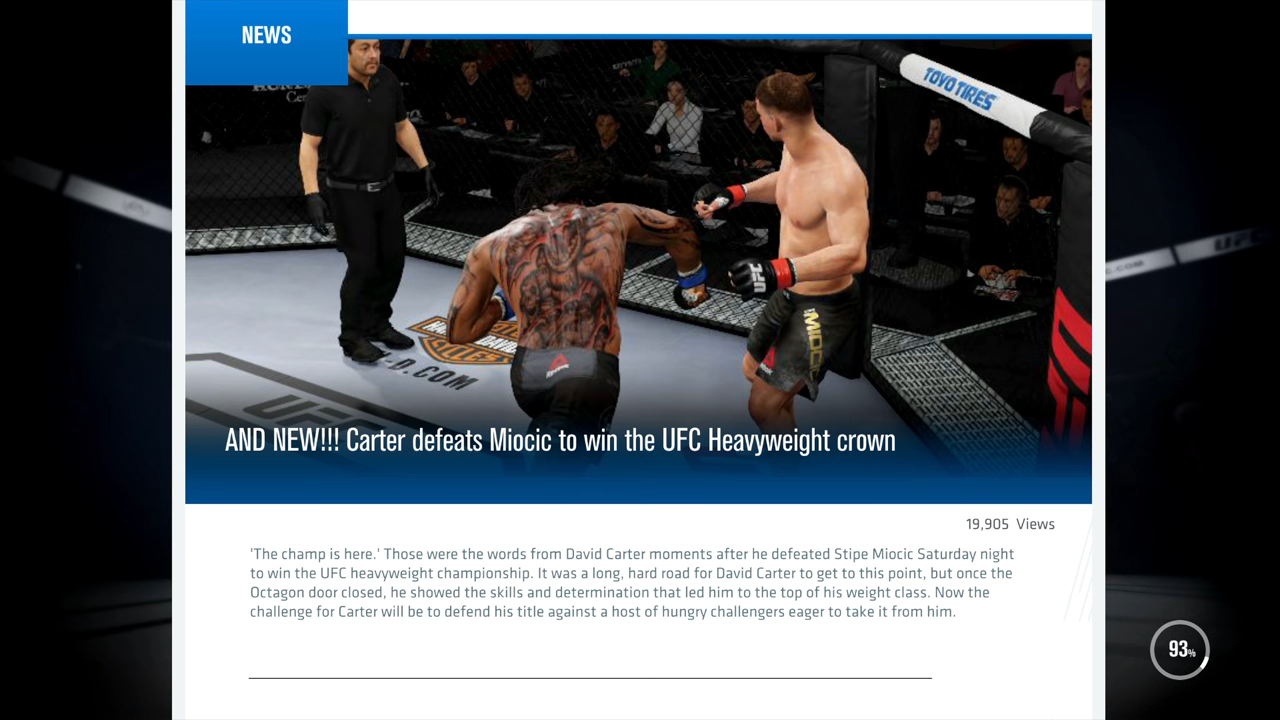 NEWS
TOYO TIRES
D.COM
UFC
UFC
AND NEW!!! Carter defeats Miocic to win the UFC Heavyweight crown
19,905 Views
'The champ is here.' Those were the words from David Carter moments after he defeated Stipe Miocic Saturday night
to win the UFC heavyweight championship. It was a long, hard road for David Carter to get to this point, but once the
Octagon door closed, he showed the skills and determination that led him to the top of his weight class. Now the
challenge for Carter will be to defend his title against a host of hungry challengers eager to take it from him.
93%